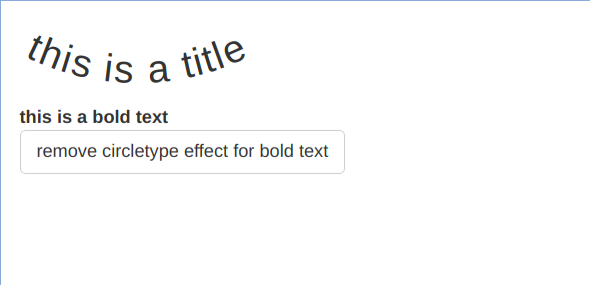 this is a title
this is a bold text
remove circletype effect for bold text